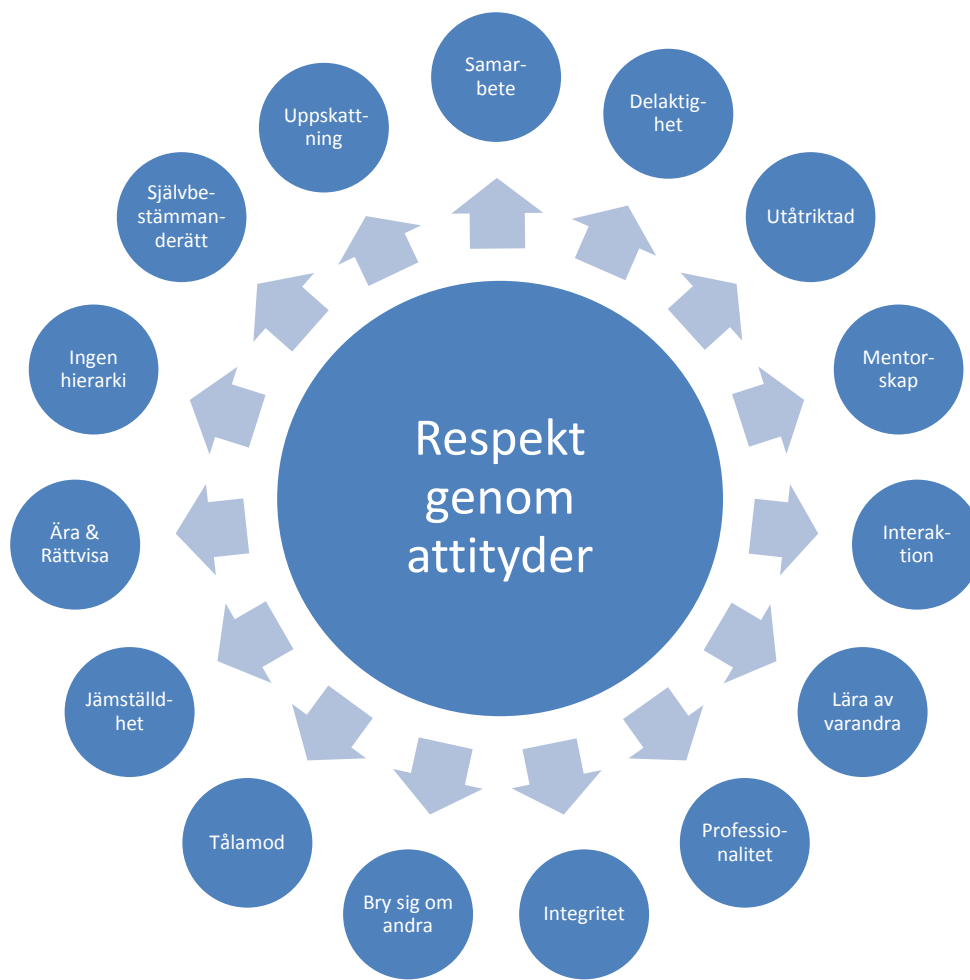 Samar-
bete
Delaktig-
het
Utåtriktad
Mentor-
skap
Interak-
tion
Lära av
varandra
Professio-
nalitet
Integritet
Bry sig om
andra
Tålamod
Jämställd-
het
Ära &
Rättvisa
Ingen
hierarki
Självbe-
stämman-
derätt
Uppskatt-
ning
Respekt
genom
attityder